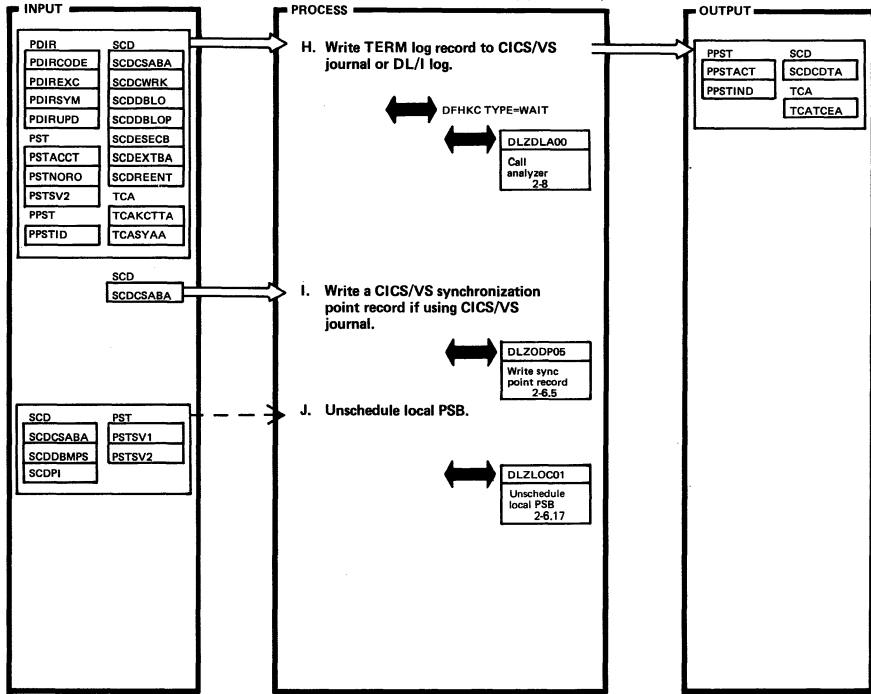 INPUT
PDIR
PDIRCODE
PDIREXC
PDIRSYM
PDIRUPD
PST
PSTACCT
PSTNORO
PSTSV2
PPST
PPSTID
SCD
SCDCSABA
SCDCWRK
SCDDBLO
SCDDBLOP
SCDESECB
SCDEXTBA
SCDREENT
TCA
TCAKCTTA
TCASYAA
SCD
SCDCSABA
SCD
SCDCSABA
SCDDBMPS
SCDPI
PST
PSTSV1
PSTSV2
PROCESS
H. Write TERM log record to CICS/VS
journal or DL/I log.
DFHKC TYPE=WAIT
DLZDLA00
Call
analyzer
2-8
I. Write a CICS/VS synchronization
point record if using CICS/VS
journal.
DLZODP05
Write sync
point record
2-6.5
J. Unschedule local PSB.
DLZLOC01
Unschedule
local PSB
2-6.17
OUTPUT
PPST
PPSTACT
PPSTIND
SCD
SCDCDTA
TCA
TCATCEA